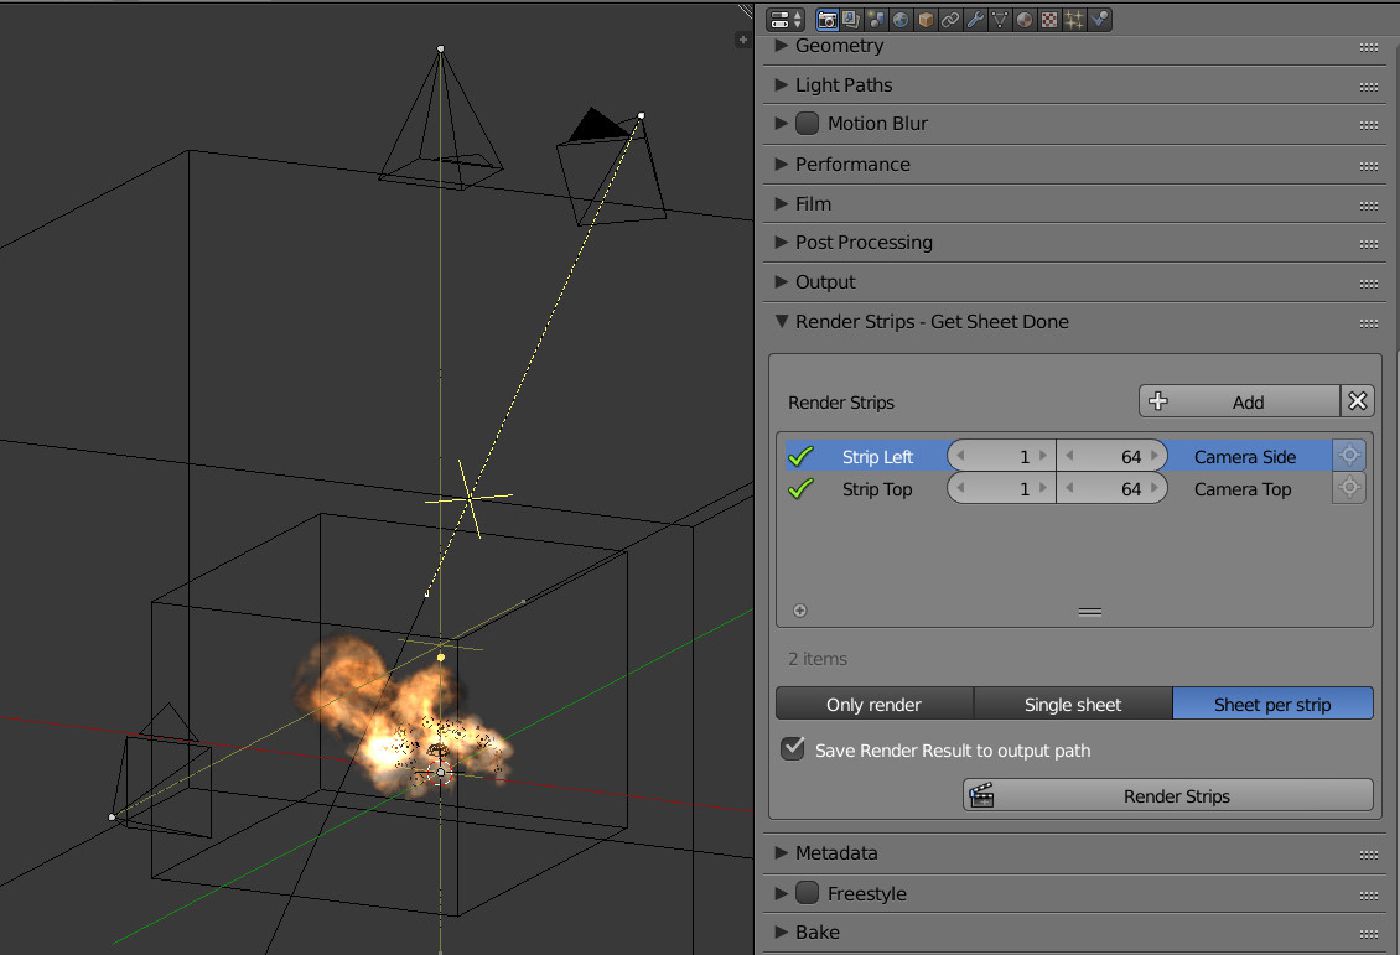 Geometry
Light Paths
Motion Blur
Performance
Film
Post Processing
Output
Render Strips - Get Sheet Done
Render Strips Add
Strip Left 1 64 Camera Side
Strip Top 1 64 Camera Top
2 items
Only render Single sheet Sheet per strip
Save Render Result to output path
Render Strips
Metadata
Freestyle
Bake